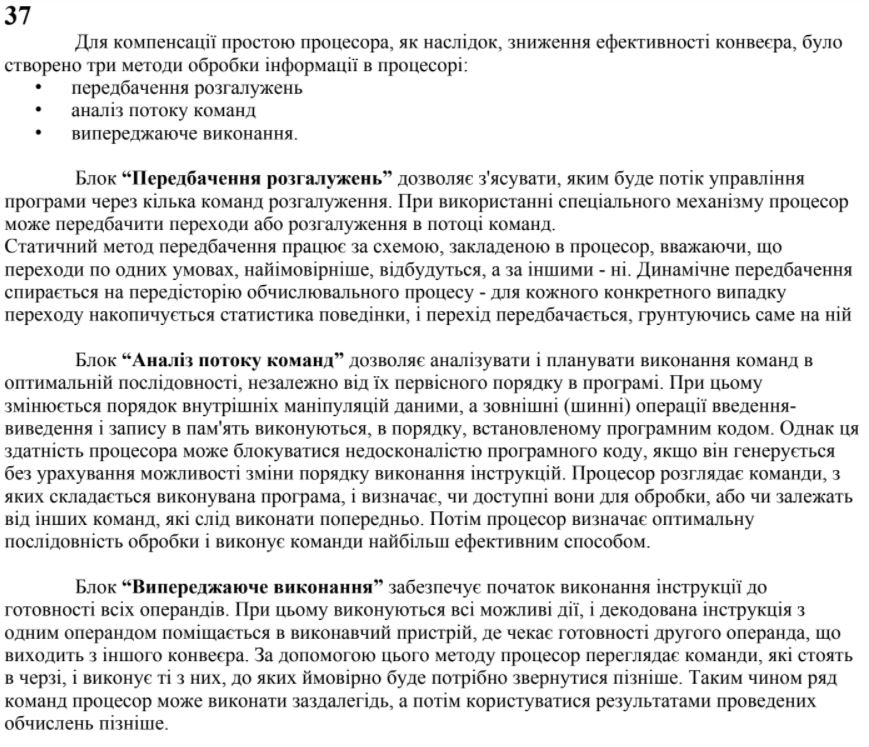 37
Для компенсації простою процесора, як наслідок, зниження ефективності конвеєра, було
створено три методи обробки інформації в процесорі:
• передбачення розгалужень
• аналіз потоку команд
• випереджаюче виконання.
Блок “Передбачення розгалужень” дозволяє з'ясувати, яким буде потік управління
програми через кілька команд розгалуження. При використанні спеціального механізму процесор
може передбачити переходи або розгалуження в потоці команд.
Статичний метод передбачення працює за схемою, закладеною в процесор, вважаючи, що
переходи по одних умовах, найімовірніше, відбудуться, а за іншими - ні. Динамічне передбачення
спирається на передісторію обчислювального процесу - для кожного конкретного випадку
переходу накопичується статистика поведінки, і перехід передбачається, грунтуючись саме на ній
Блок “Аналіз потоку команд” дозволяє аналізувати і планувати виконання команд в
оптимальній послідовності, незалежно від їх первісного порядку в програмі. При цьому
змінюється порядок внутрішніх маніпуляцій даними, а зовнішні (шинні) операції введення-
виведення і запису в пам'ять виконуються, в порядку, встановленому програмним кодом. Однак ця
здатність процесора може блокуватися недосконалістю програмного коду, якщо він генерується
без урахування можливості зміни порядку виконання інструкцій. Процесор розглядає команди, з
яких складається виконувана програма, і визначає, чи доступні вони для обробки, або чи залежать
від інших команд, які слід виконати попередньо. Потім процесор визначає оптимальну
послідовність обробки і виконує команди найбільш ефективним способом.
Блок “Випереджаюче виконання” забезпечує початок виконання інструкції до
готовності всіх операндів. При цьому виконуються всі можливі дії, і декодована інструкція з
одним операндом поміщається в виконавчий пристрій, де чекає готовності другого операнда, що
виходить з іншого конвеєра. За допомогою цього методу процесор переглядає команди, які стоять
в черзі, і виконує ті з них, до яких ймовірно буде потрібно звернутися пізніше. Таким чином ряд
команд процесор може виконати заздалегідь, а потім користуватися результатами проведених
обчислень пізніше.